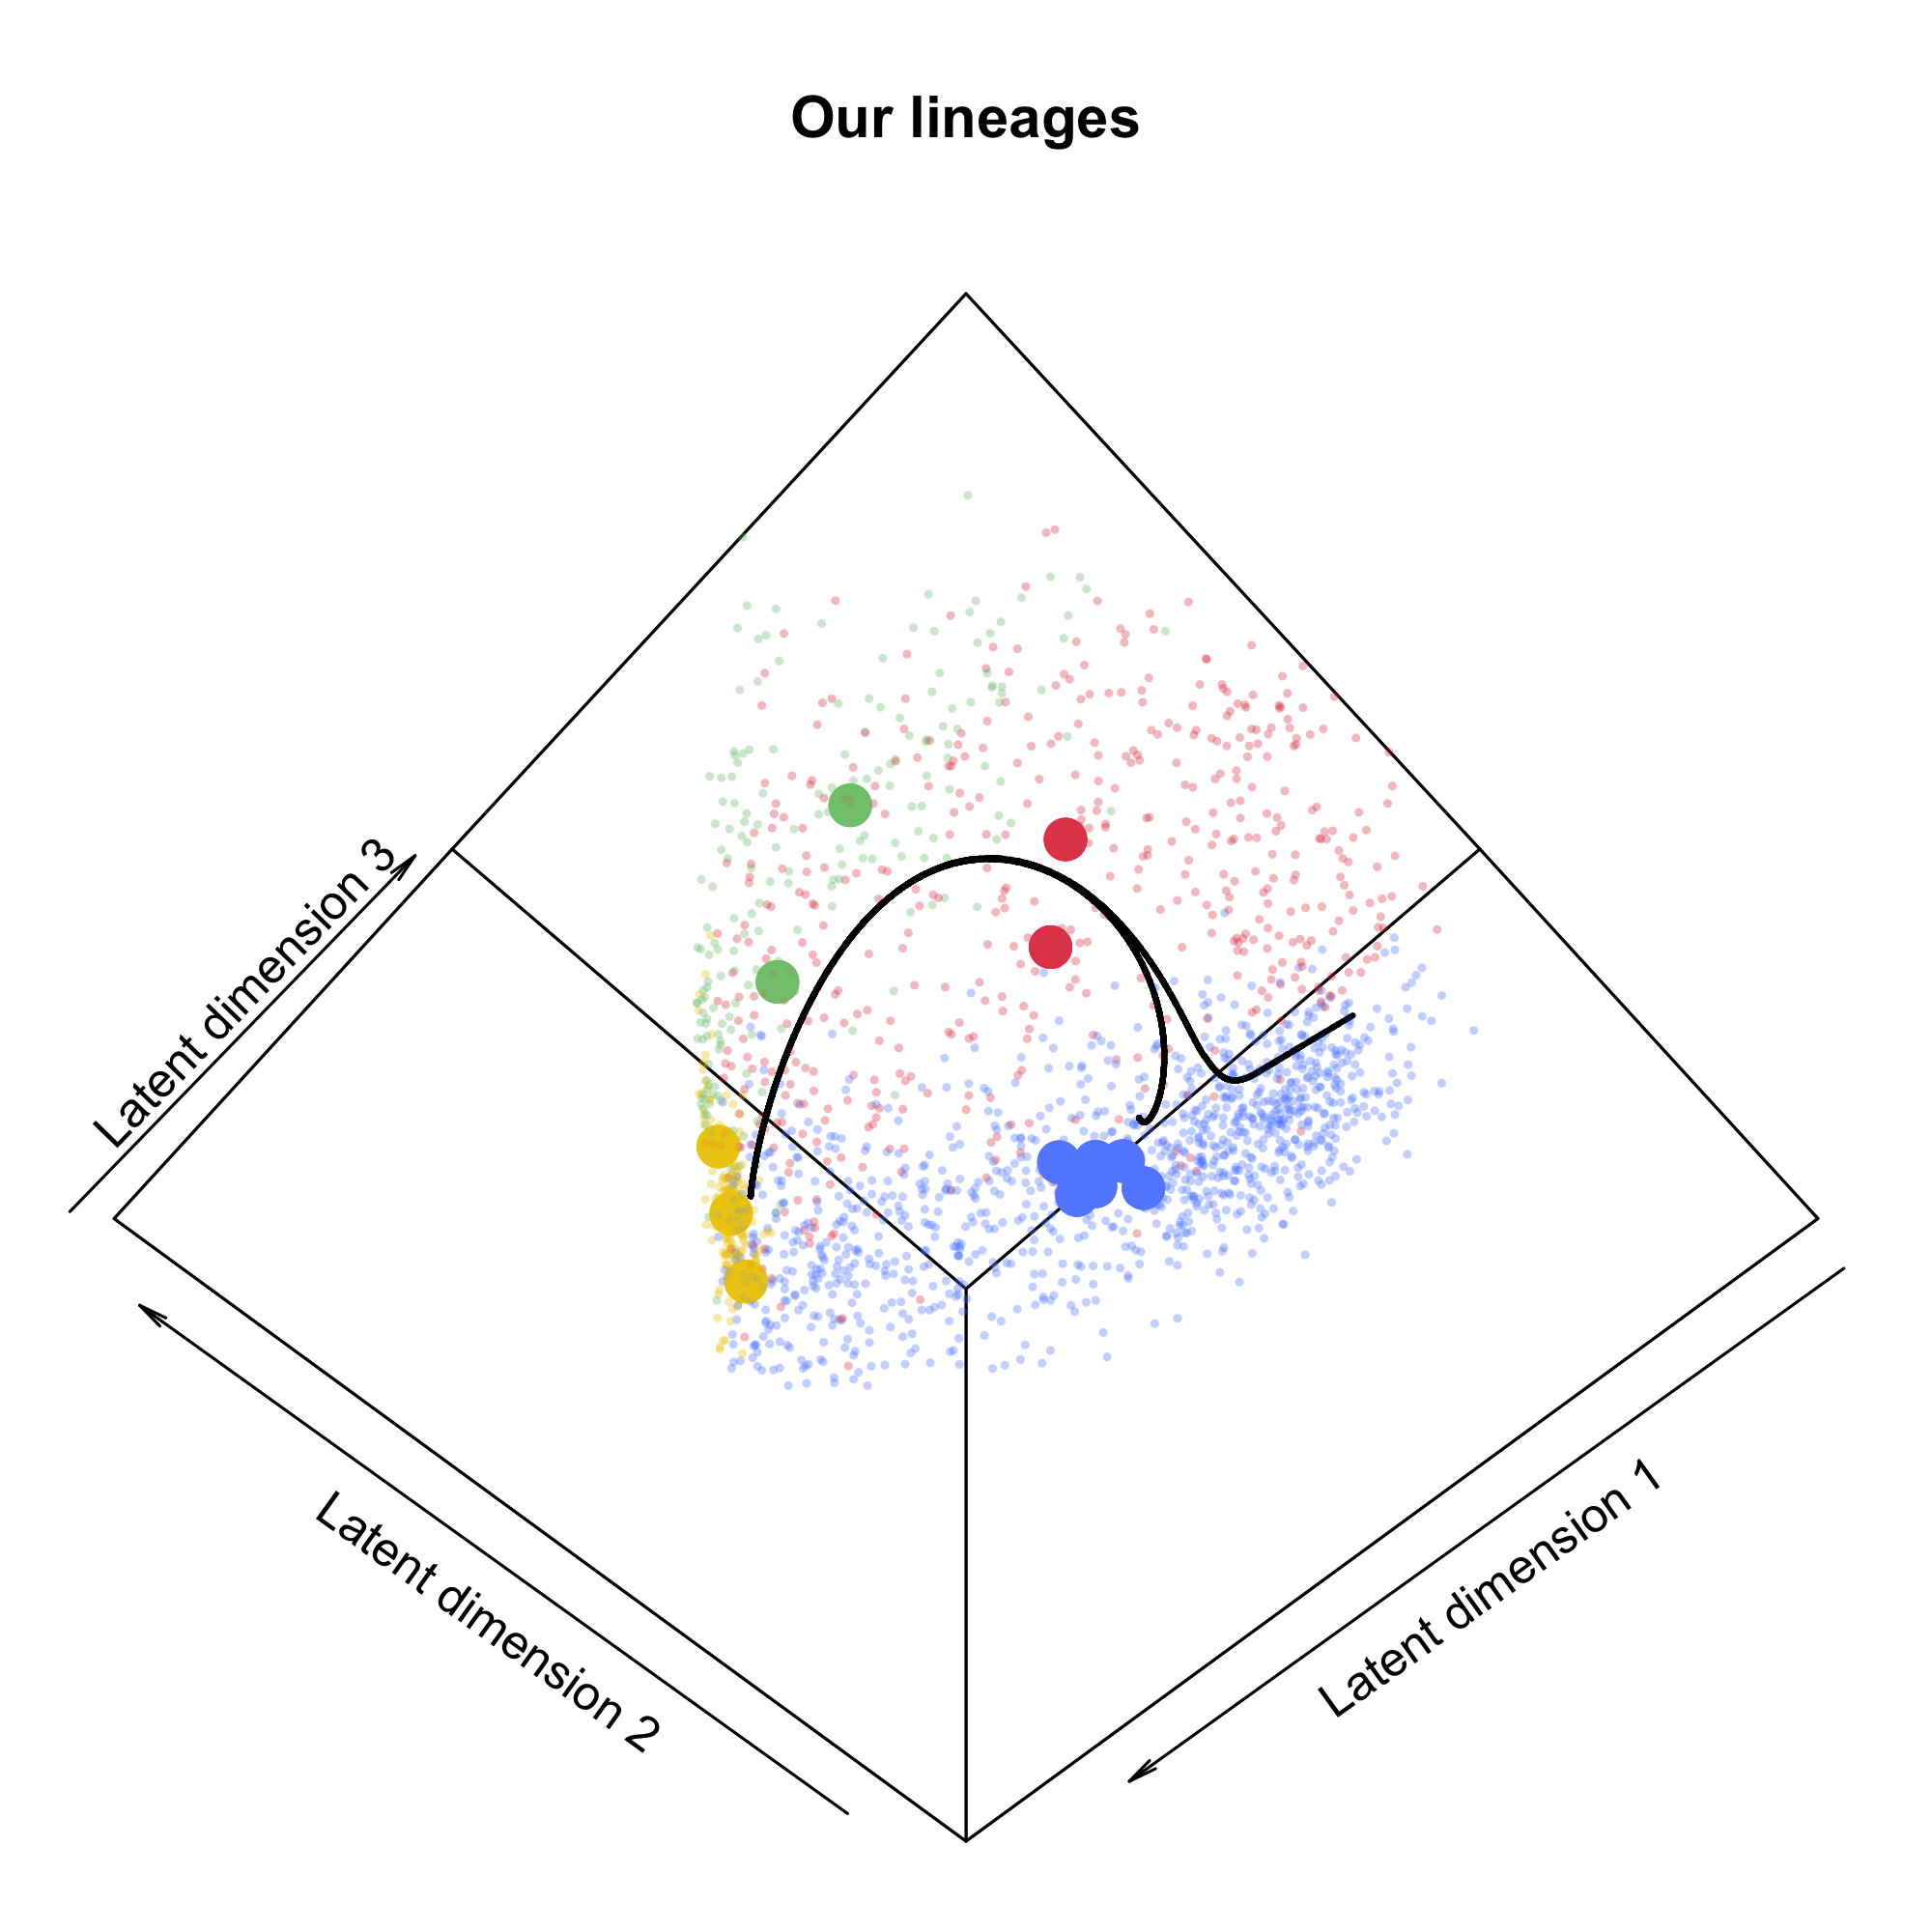 Our lineages
Latent dimension 3
Latent dimension 2
Latent dimension 1